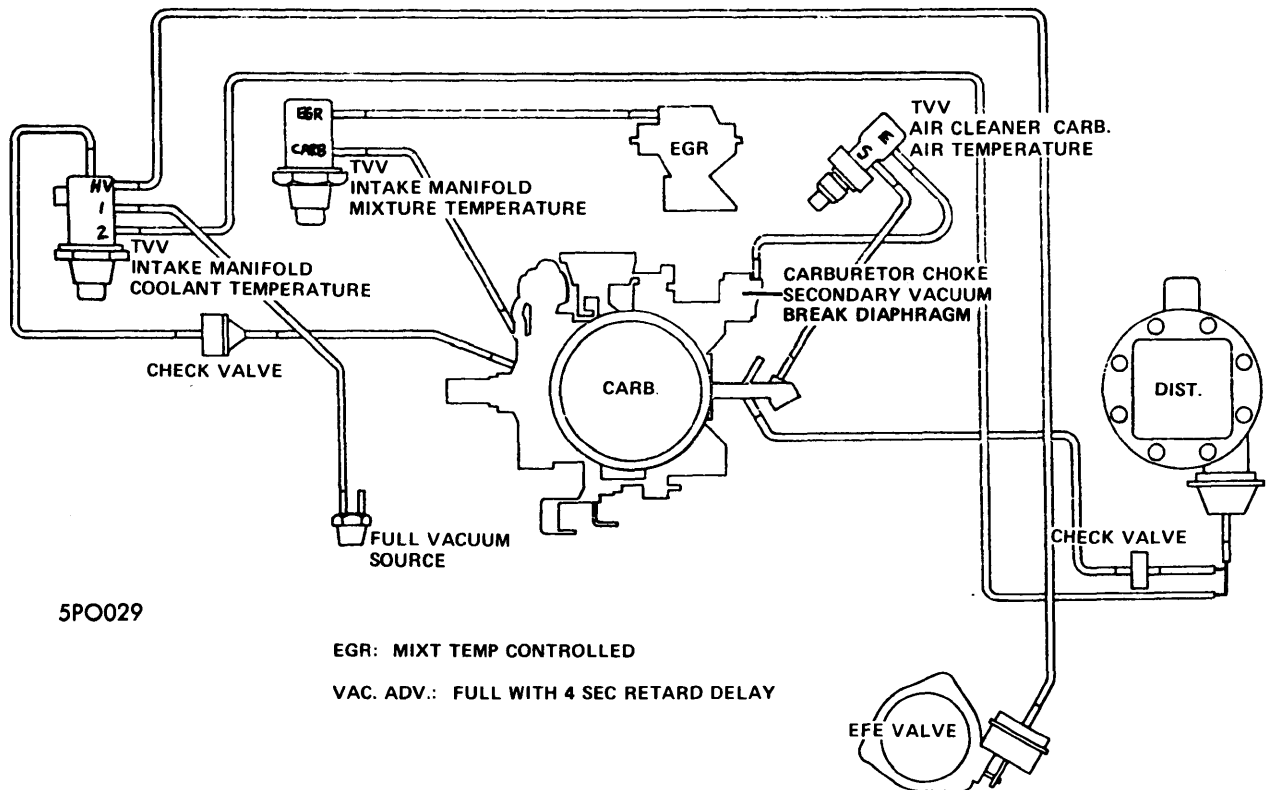 TVV
AIR CLEANER CARB.
AIR TEMPERATURE
E
S
EGR
CARB
EGR
TVV
INTAKE MANIFOLD
MIXTURE TEMPERATURE
HV
1
2
TVV
INTAKE MANIFOLD
COOLANT TEMPERATURE
CARBURETOR CHOKE
SECONDARY VACUUM
BREAK DIAPHRAGM
CHECK VALVE
CARB.
DIST.
FULL VACUUM
SOURCE
CHECK VALVE
5PO029
EGR: MIXT TEMP CONTROLLED
VAC. ADV.: FULL WITH 4 SEC RETARD DELAY
EFE VALVE